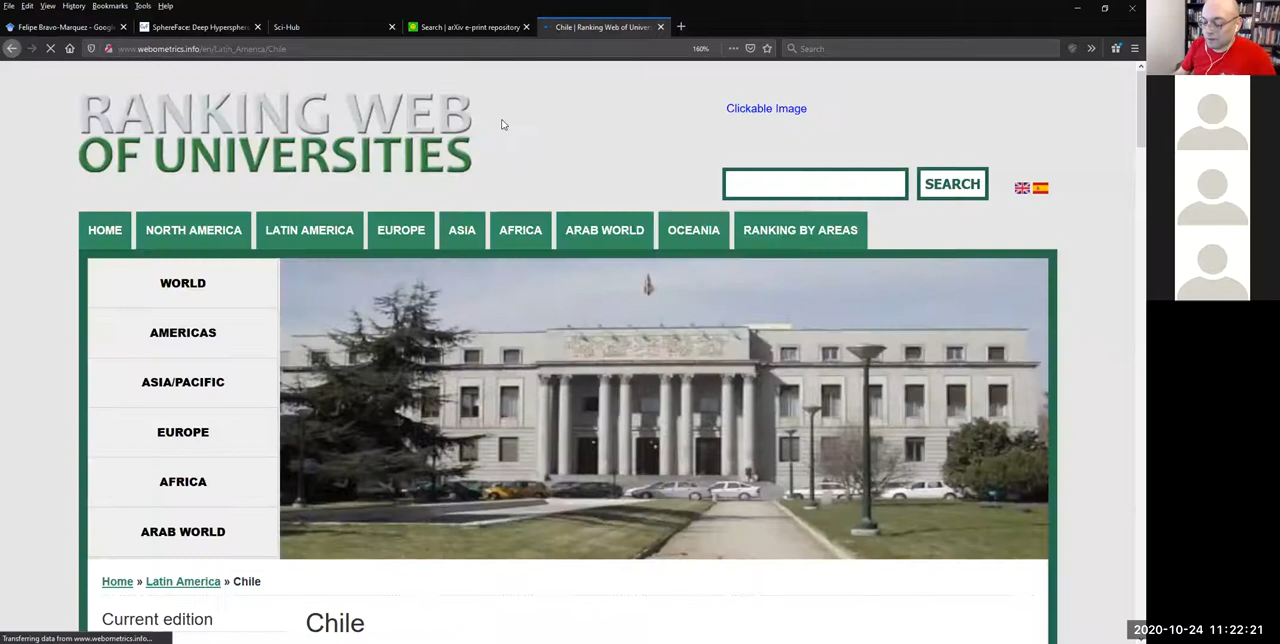 File Edit View History Bookmarks Tools Help
Felipe Bravo-Marquez - Googl
SphereFace: Deep Hypersphere
Sci-Hub
Search | arXiv e-print repository
Chile | Ranking Web of Univers
www.webometrics.info/en/Latin_America/Chile
160%
Search
RANKING WEB
OF UNIVERSITIES
Clickable Image
SEARCH
HOME NORTH AMERICA LATIN AMERICA EUROPE ASIA AFRICA ARAB WORLD OCEANIA RANKING BY AREAS
WORLD
AMERICAS
ASIA/PACIFIC
EUROPE
AFRICA
ARAB WORLD
Home » Latin America » Chile
Current edition
Chile
Transferring data from www.webometrics.info...
2020-10-24 11:22:21